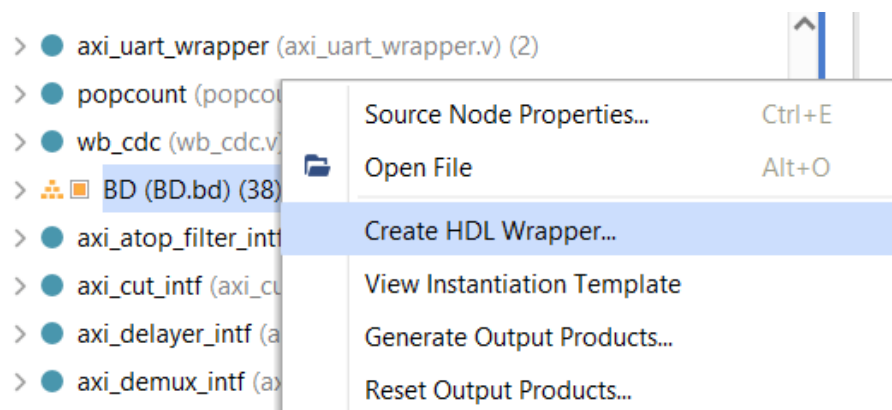 axi_uart_wrapper (axi_uart_wrapper.v) (2)
popcount (popcou
Source Node Properties... Ctrl+E
wb_cdc (wb_cdc.v)
Open File Alt+O
BD (BD.bd) (38)
Create HDL Wrapper...
axi_atop_filter_intf
axi_cut_intf (axi_cu
View Instantiation Template
axi_delayer_intf (a
Generate Output Products...
axi_demux_intf (ax
Reset Output Products...